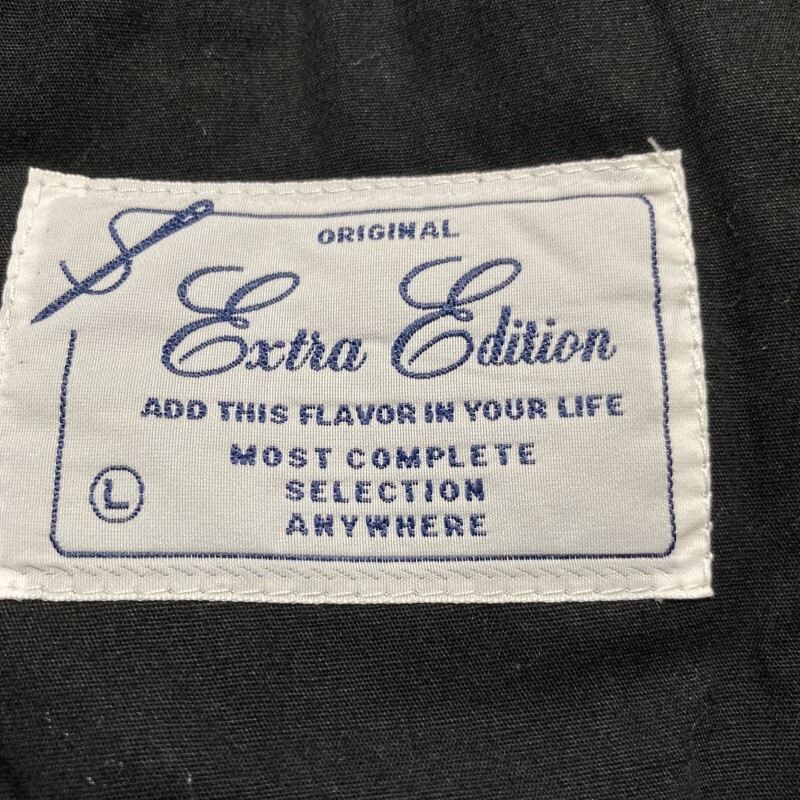 ORIGINAL
Extra Edition
ADD THIS FLAVOR IN YOUR LIFE
MOST COMPLETE
SELECTION
ANYWHERE
L